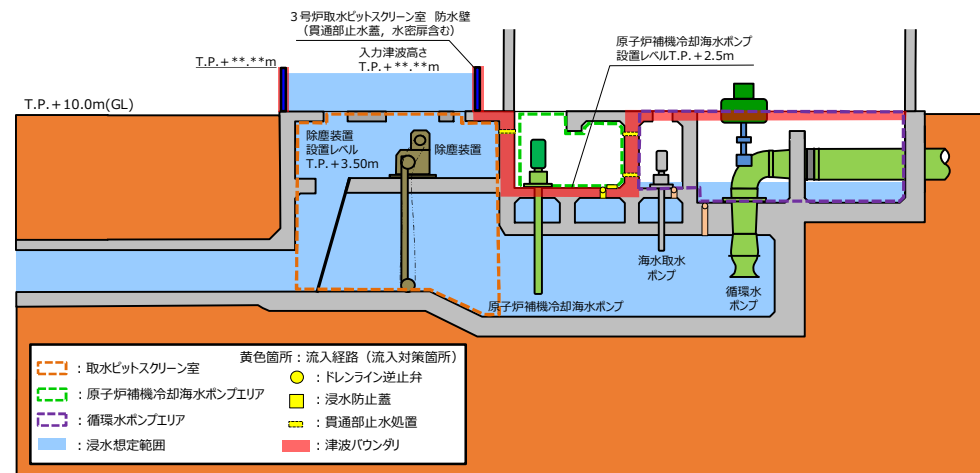 3号炉取水ピットスクリーン室 防水壁
(貫通部止水蓋, 水密扉含む)
T.P.+**.**m
入力津波高さ
T.P.+**.**m
原子炉補機冷却海水ポンプ
設置レベルT.P.+2.5m
T.P.+10.0m(GL)
除塵装置
設置レベル
T.P.+3.50m
除塵装置
原子炉補機冷却海水ポンプ
海水取水
ポンプ
循環水
ポンプ
黄色箇所:流入経路(流入対策箇所)
:取水ピットスクリーン室
:原子炉補機冷却海水ポンプエリア
:循環水ポンプエリア
:浸水想定範囲
:ドレンライン逆止弁
:浸水防止蓋
:貫通部止水処置
:津波バウンダリ